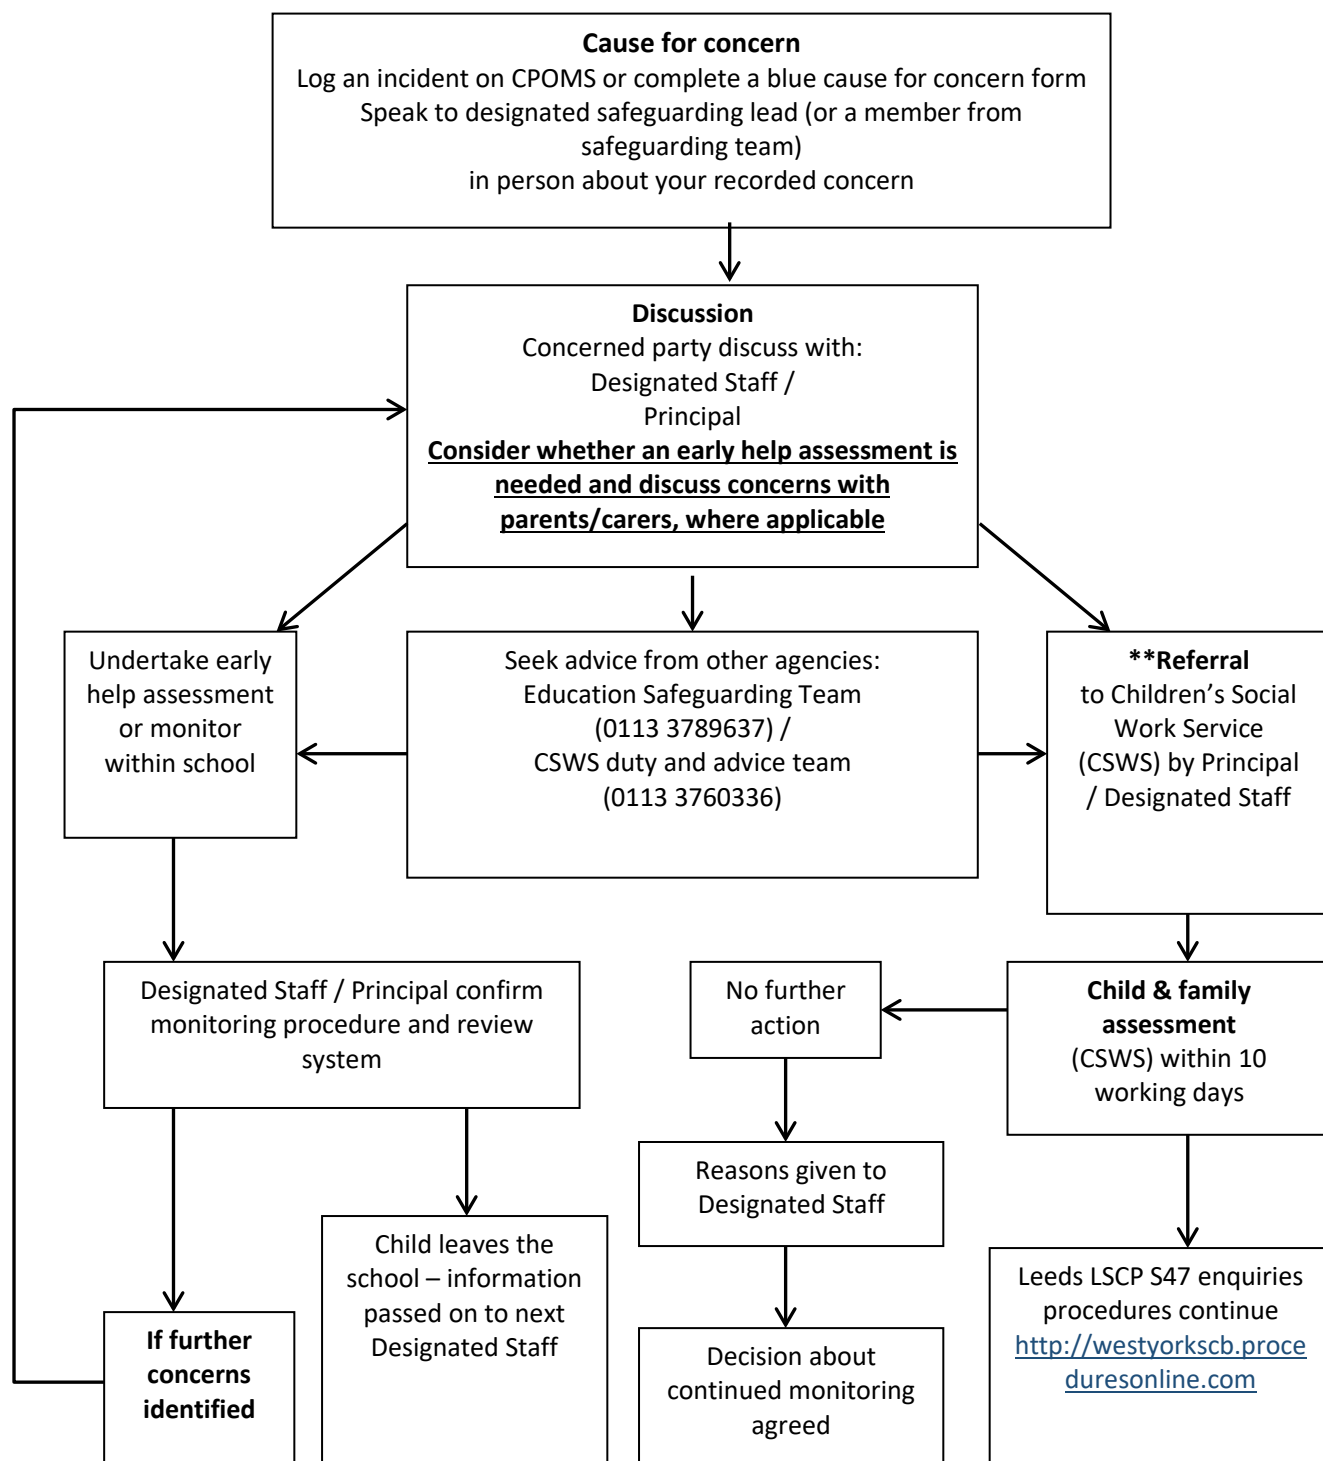 Cause for concern
Log an incident on CPOMS or complete a blue cause for concern form
Speak to designated safeguarding lead (or a member from
safeguarding team)
in person about your recorded concern
Discussion
Concerned party discuss with:
Designated Staff /
Principal
Consider whether an early help assessment is
needed and discuss concerns with
parents/carers, where applicable
Undertake early
help assessment
or monitor
within school
Seek advice from other agencies:
Education Safeguarding Team
(0113 3789637) /
CSWS duty and advice team
(0113 3760336)
**Referral
to Children’s Social
Work Service
(CSWS) by Principal
/ Designated Staff
Designated Staff / Principal confirm
monitoring procedure and review
system
No further
action
Child & family
assessment
(CSWS) within 10
working days
Reasons given to
Designated Staff
If further
concerns
identified
Child leaves the
school – information
passed on to next
Designated Staff
Decision about
continued monitoring
agreed
Leeds LSCP S47 enquiries
procedures continue
http://westyorkscb.proce
duresonline.com